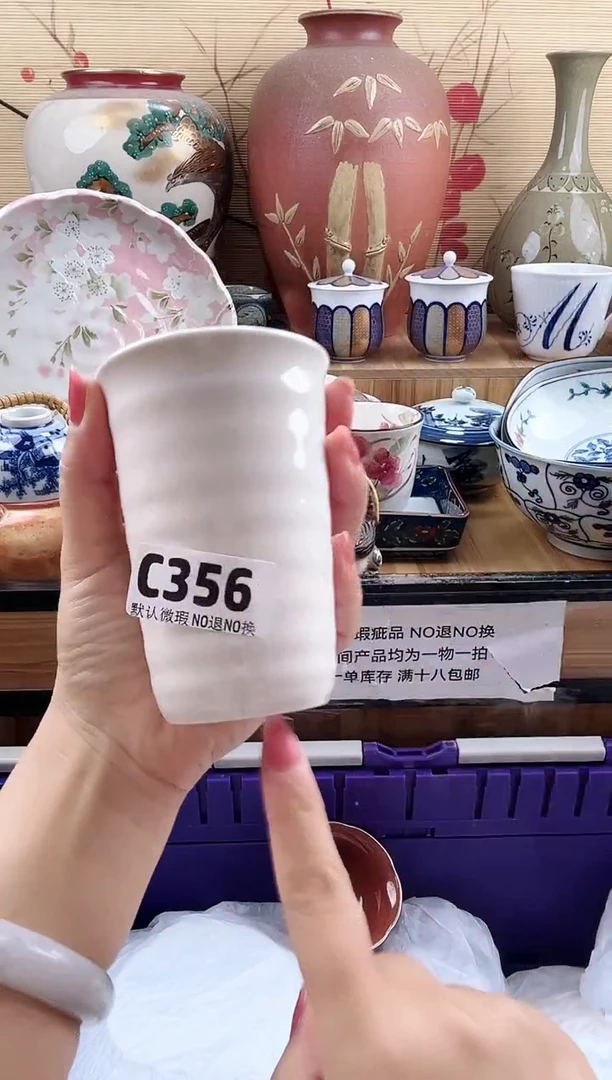 C356
默认微瑕 NO退NO换
瑕疵品 NO退NO换
间产品均为一物一拍
单库存 满十八包邮